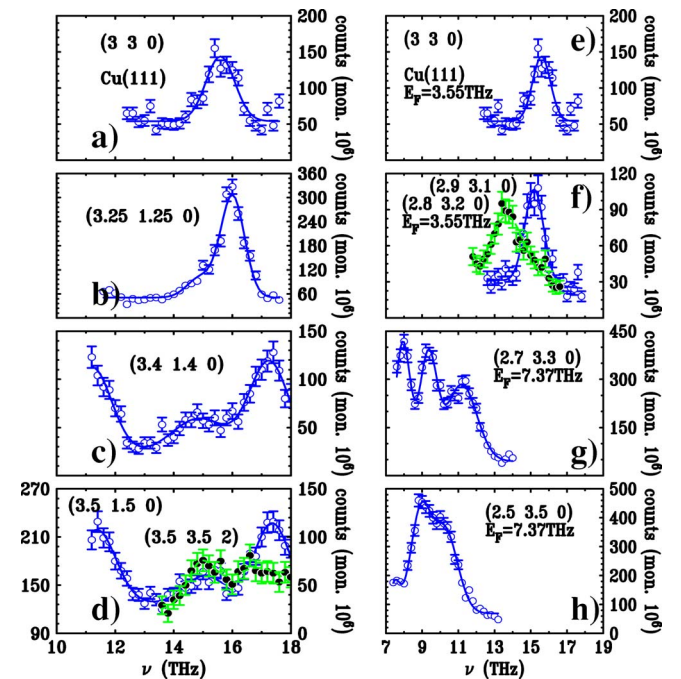 (3 3 0)
Cu(111)
a)
200
150
100
50
counts (mon. 10⁶)
(3 3 0)
Cu(111)
E_F=3.55THz
e)
200
150
100
50
counts (mon. 10⁶)
(3.25 1.25 0)
b)
360
300
240
180
120
60
counts (mon. 10⁶)
(2.9 3.1 0)
(2.8 3.2 0)
E_F=3.55THz
f)
120
90
60
30
counts (mon. 10⁶)
(3.4 1.4 0)
c)
150
100
50
counts (mon. 10⁶)
(2.7 3.3 0)
E_F=7.37THz
g)
450
300
150
counts (mon. 10⁶)
270
210
150
90
(3.5 1.5 0)
(3.5 3.5 2)
d)
150
100
50
0
counts (mon. 10⁶)
(2.5 3.5 0)
E_F=7.37THz
h)
500
400
300
200
100
0
counts (mon. 10⁶)
10 12 14 16 18
ν (THz)
7 9 11 13 15 17 19
ν (THz)